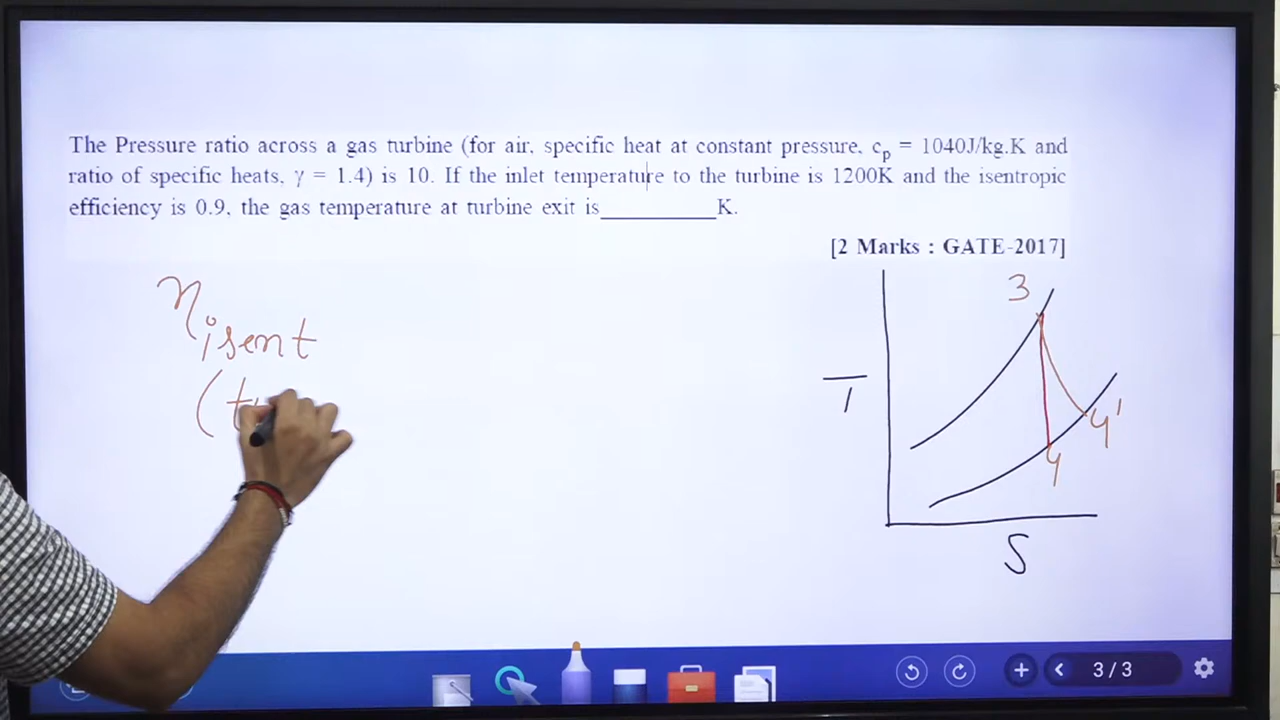 The Pressure ratio across a gas turbine (for air, specific heat at constant pressure, cp = 1040J/kg.K and
ratio of specific heats, γ = 1.4) is 10. If the inlet temperature to the turbine is 1200K and the isentropic
efficiency is 0.9, the gas temperature at turbine exit is__________K.
[2 Marks : GATE-2017]
η isent
(t
3
T
4'
4
S
3 / 3